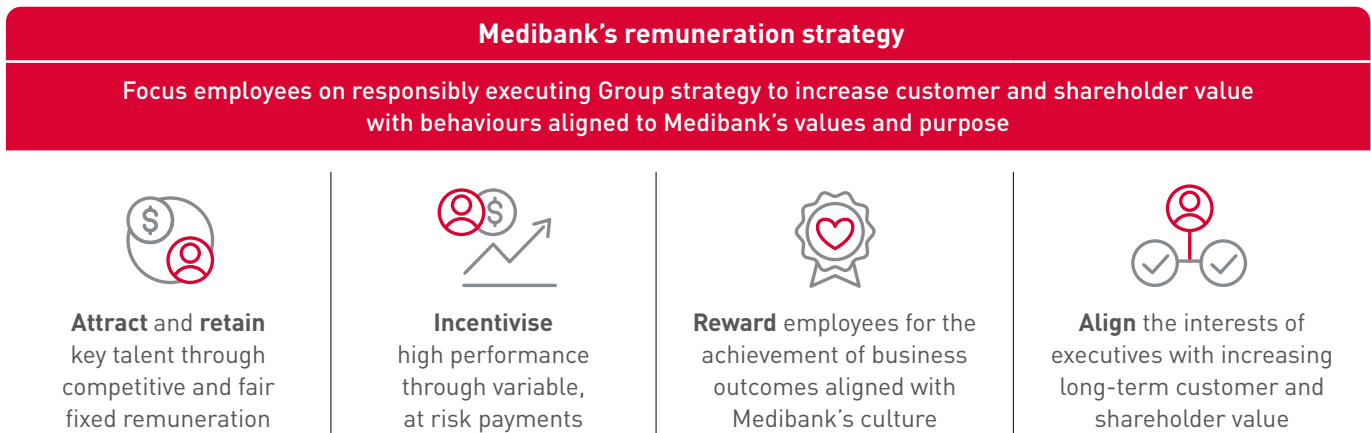 Medibank’s remuneration strategy
Focus employees on responsibly executing Group strategy to increase customer and shareholder value
with behaviours aligned to Medibank’s values and purpose
$
Attract and retain
key talent through
competitive and fair
fixed remuneration
$
Incentivise
high performance
through variable,
at risk payments
Reward employees for the
achievement of business
outcomes aligned with
Medibank’s culture
Align the interests of
executives with increasing
long-term customer and
shareholder value